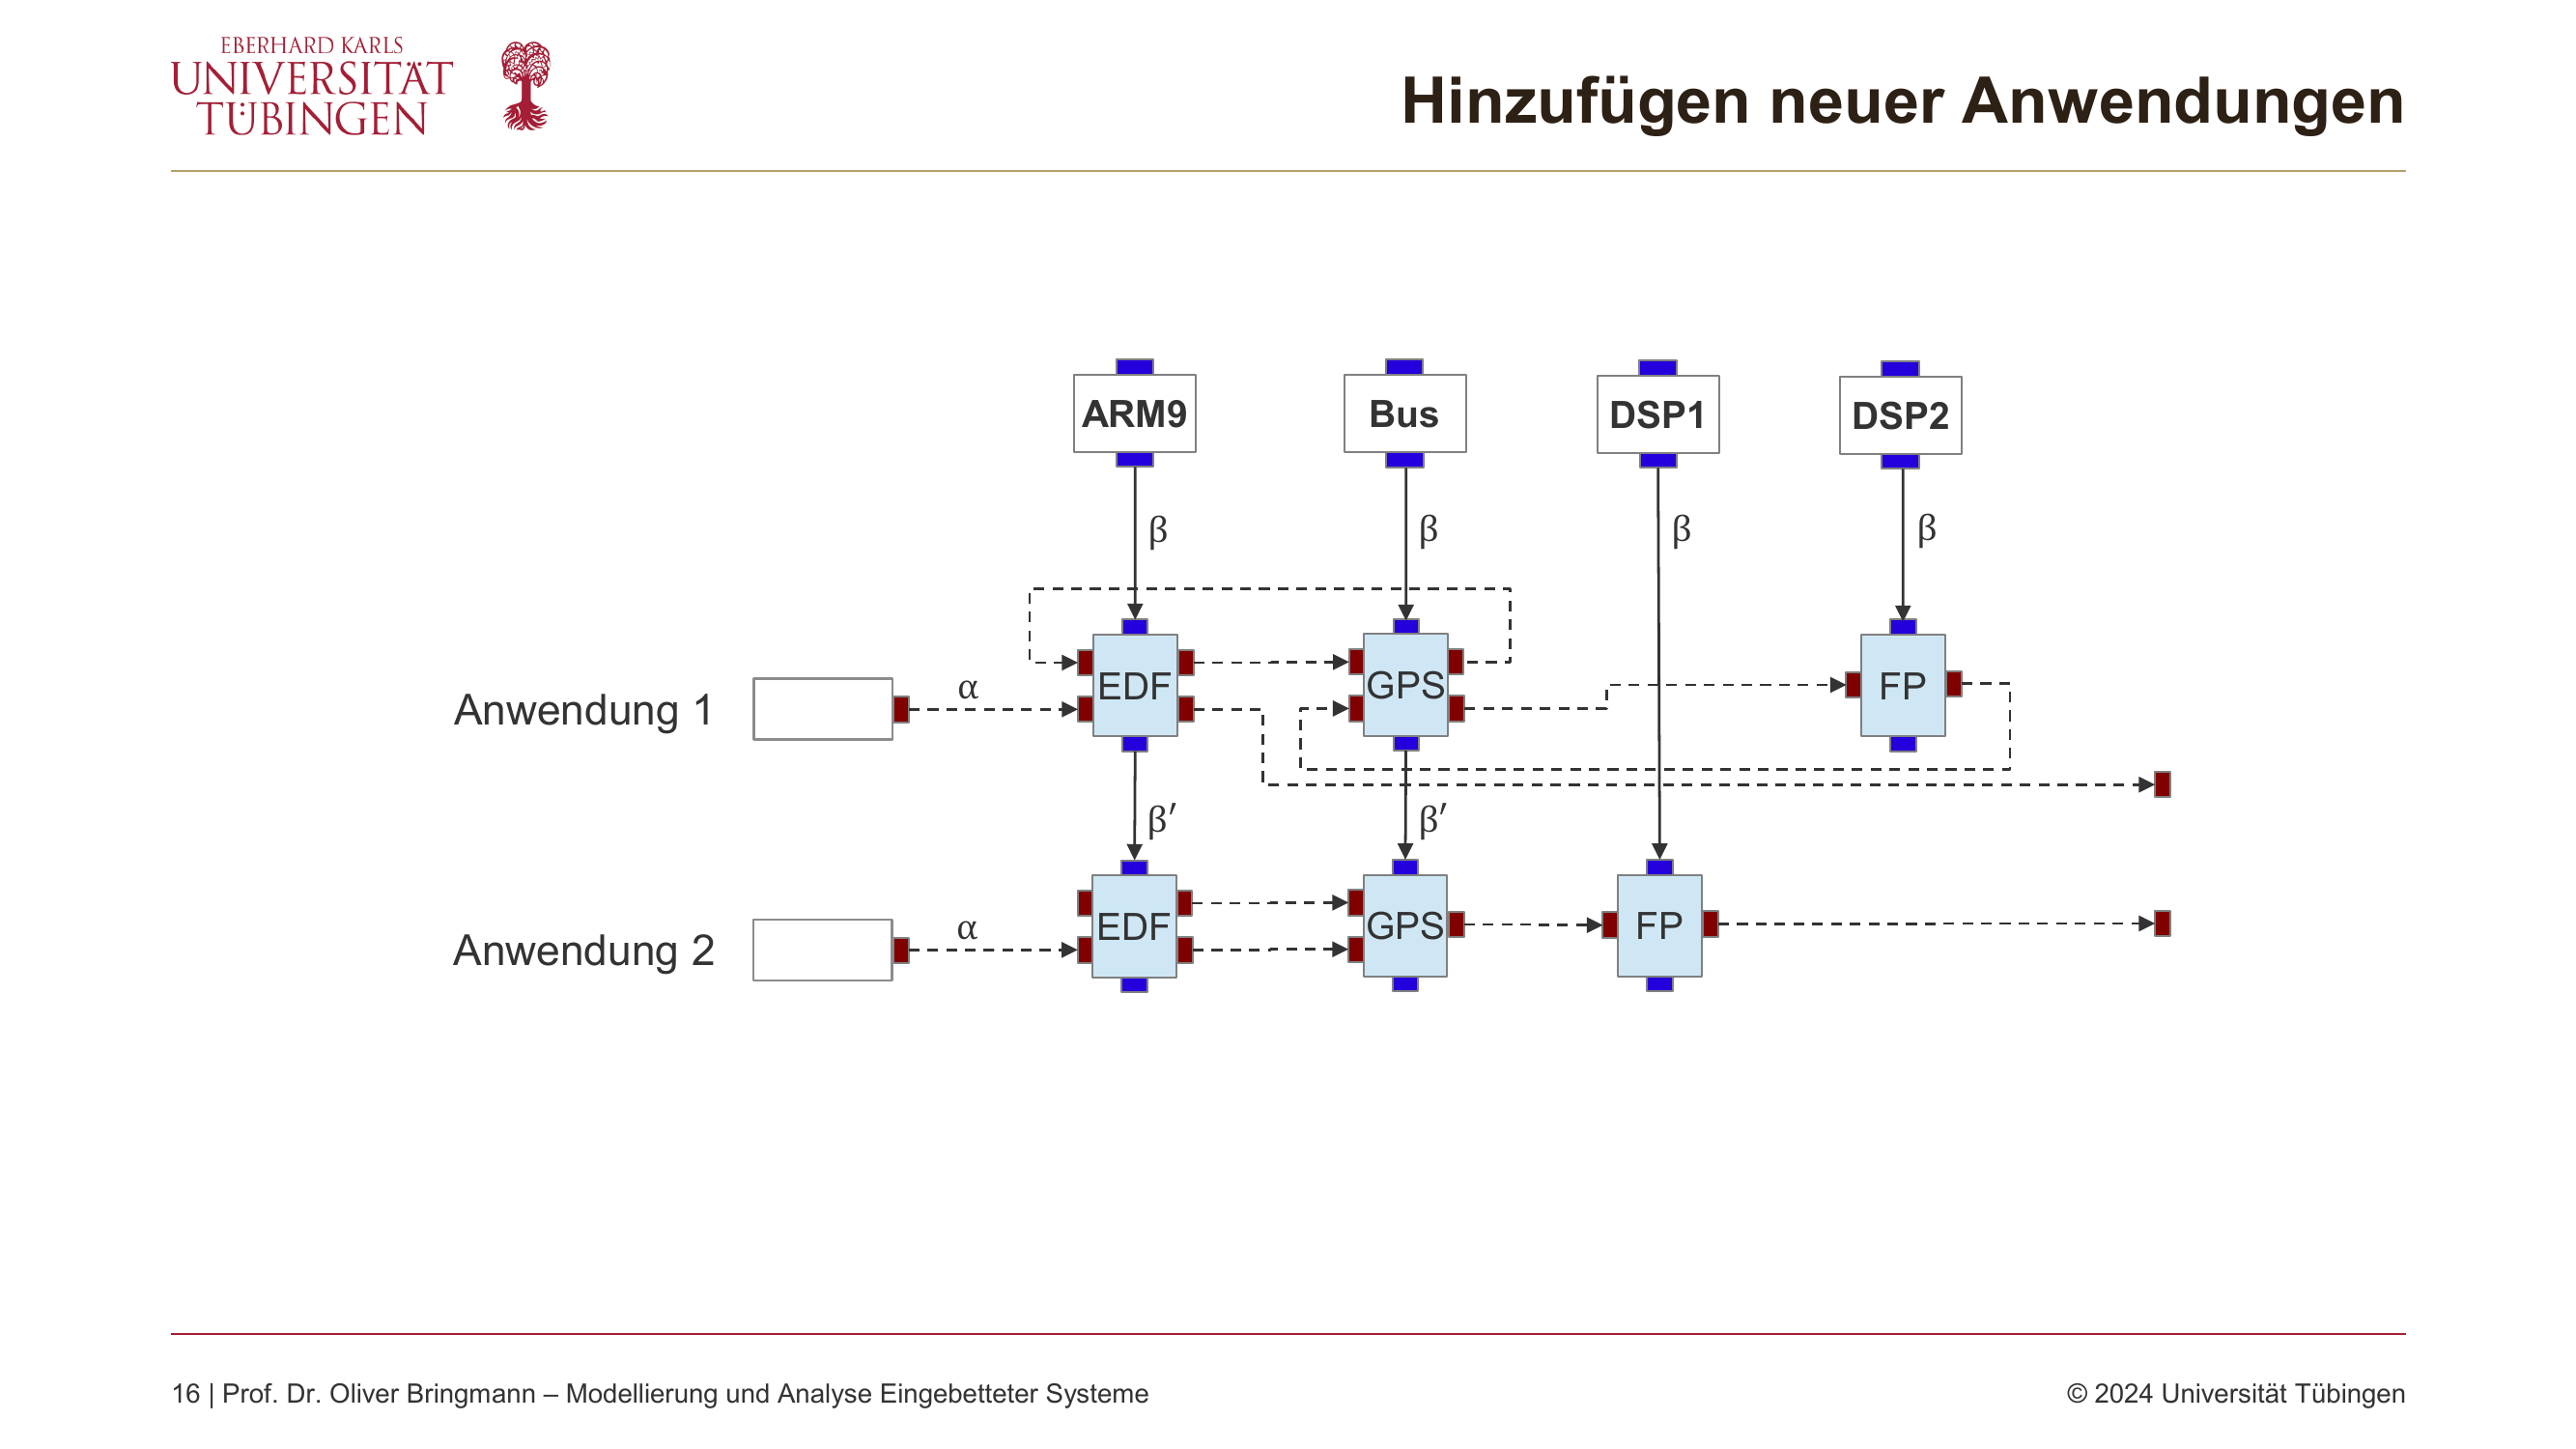 EBERHARD KARLS
UNIVERSITÄT
TÜBINGEN
Hinzufügen neuer Anwendungen
ARM9
Bus
DSP1
DSP2
β
β
β
β
EDF
GPS
FP
Anwendung 1
α
β′
β′
EDF
GPS
FP
Anwendung 2
α
16 | Prof. Dr. Oliver Bringmann – Modellierung und Analyse Eingebetteter Systeme
© 2024 Universität Tübingen